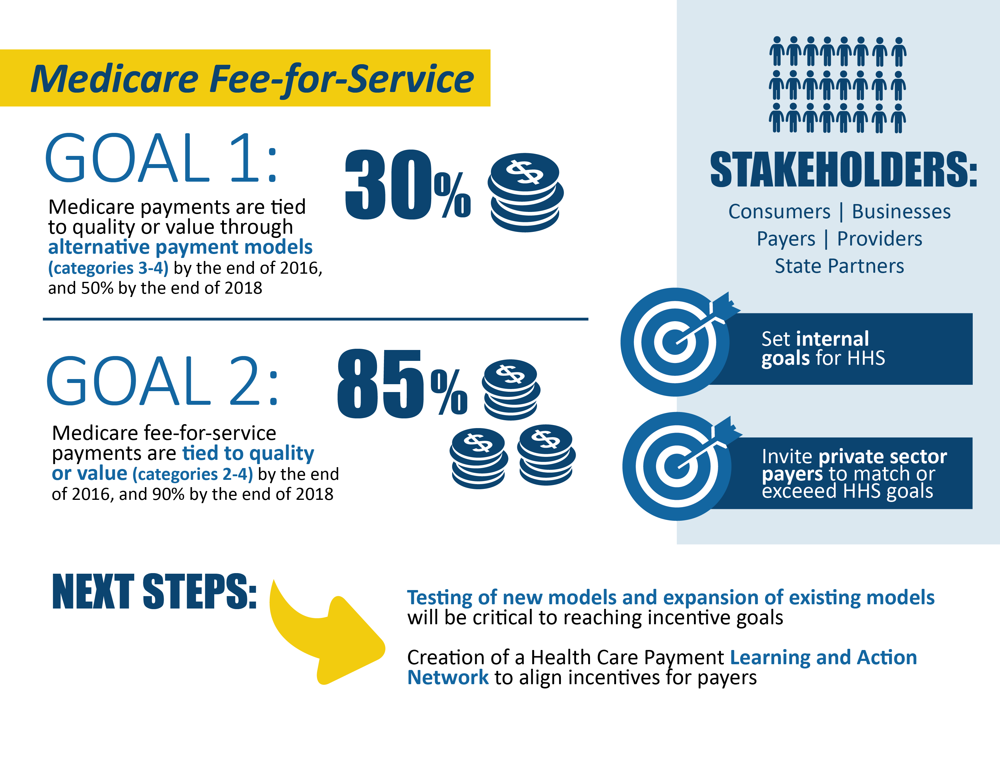 Medicare Fee-for-Service
GOAL 1:
30%
Medicare payments are tied
to quality or value through
alternative payment models
(categories 3-4) by the end of 2016,
and 50% by the end of 2018
GOAL 2:
85%
Medicare fee-for-service
payments are tied to quality
or value (categories 2-4) by the end
of 2016, and 90% by the end of 2018
STAKEHOLDERS:
Consumers | Businesses
Payers | Providers
State Partners
Set internal
goals for HHS
Invite private sector
payers to match or
exceeed HHS goals
NEXT STEPS:
Testing of new models and expansion of existing models
will be critical to reaching incentive goals
Creation of a Health Care Payment Learning and Action
Network to align incentives for payers